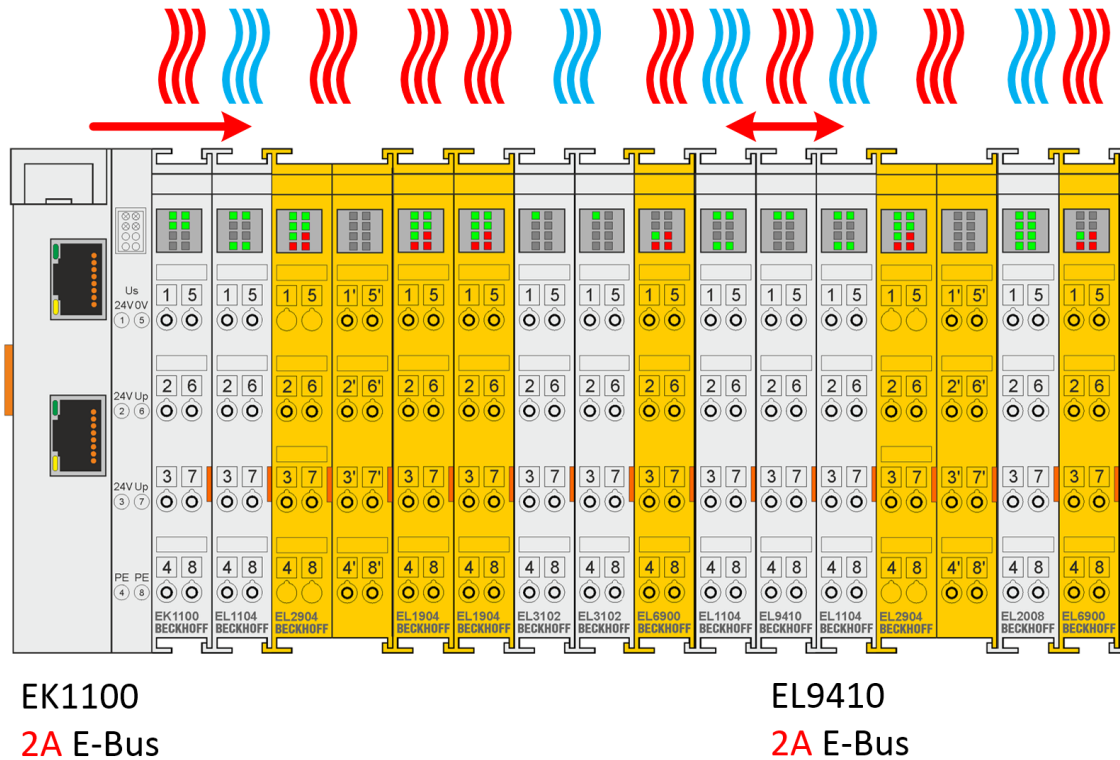 Us
24V 0V
1 5 1 5 1 5 1 5 1' 5' 1 5 1 5 1 5 1 5 1 5 1 5 1 5 1 5 1 5 1' 5' 1 5 1 5
24V Up
2 6 2 6 2 6 2 6 2' 6' 2 6 2 6 2 6 2 6 2 6 2 6 2 6 2 6 2 6 2' 6' 2 6 2 6
24V Up
3 7 3 7 3 7 3 7 3' 7' 3 7 3 7 3 7 3 7 3 7 3 7 3 7 3 7 3 7 3' 7' 3 7 3 7
PE PE
4 8 4 8 4 8 4 8 4' 8' 4 8 4 8 4 8 4 8 4 8 4 8 4 8 4 8 4 8 4' 8' 4 8 4 8
EK1100 EL1104 EL2904 EL1904 EL1904 EL3102 EL3102 EL6900 EL1104 EL9410 EL1104 EL2904 EL2008 EL6900
BECKHOFF BECKHOFF BECKHOFF BECKHOFF BECKHOFF BECKHOFF BECKHOFF BECKHOFF BECKHOFF BECKHOFF BECKHOFF BECKHOFF BECKHOFF BECKHOFF
EK1100 EL9410
2A E-Bus 2A E-Bus